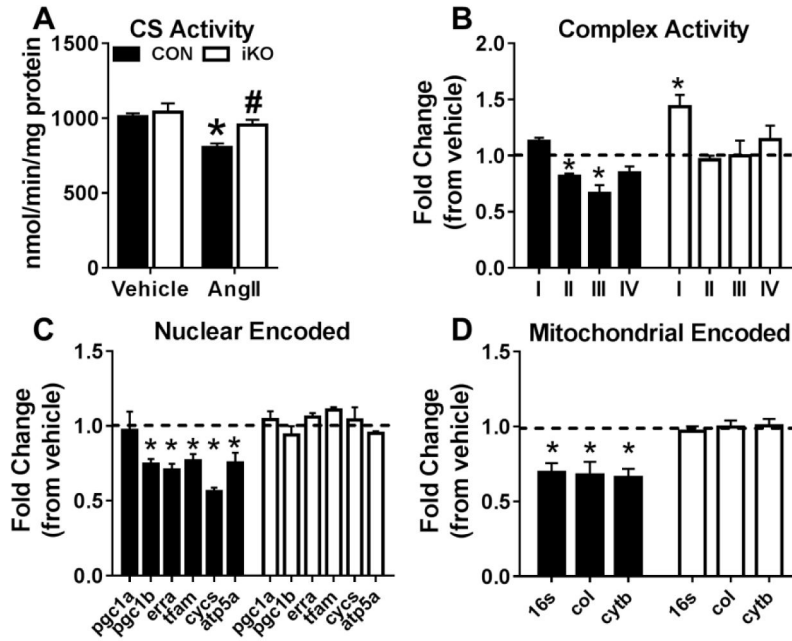 A
CS Activity
CON iKO
nmol/min/mg protein
1500
1000
500
0
*
#
Vehicle AngII
B
Complex Activity
Fold Change
(from vehicle)
2.0
1.5
1.0
0.5
0.0
* * *
I II III IV I II III IV
C
Nuclear Encoded
Fold Change
(from vehicle)
1.5
1.0
0.5
0.0
* * * * *
pgc1a pgc1b erra tfam cycs atp5a pgc1a pgc1b erra tfam cycs atp5a
D
Mitochondrial Encoded
Fold Change
(from vehicle)
1.5
1.0
0.5
0.0
* * *
16s coI cytb 16s coI cytb